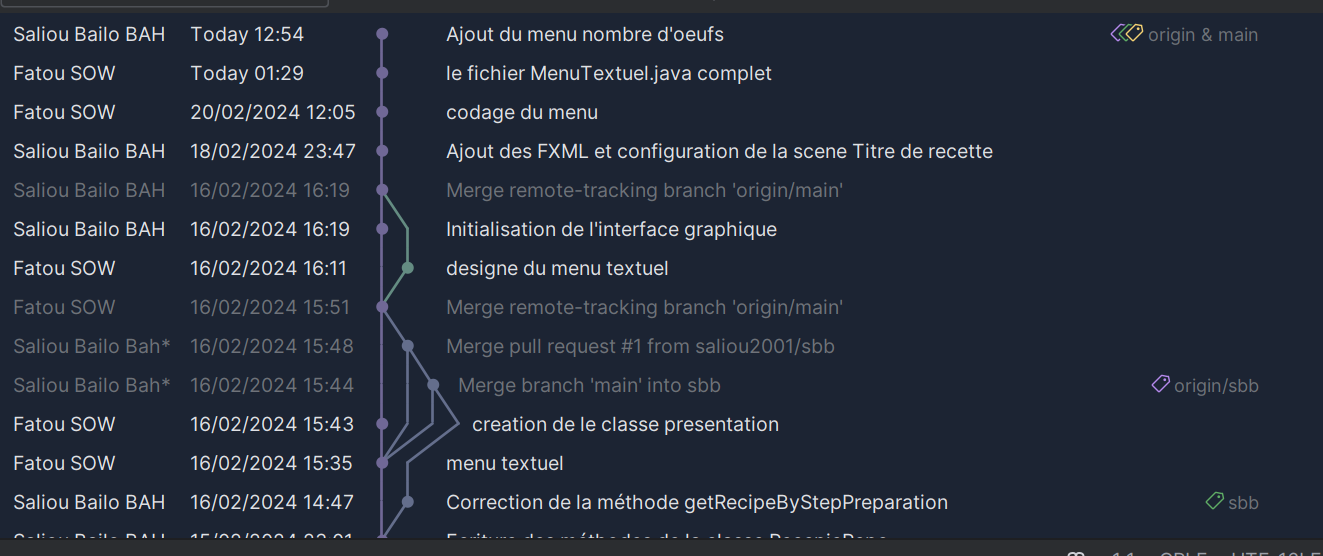 Saliou Bailo BAH Today 12:54 Ajout du menu nombre d'oeufs origin & main
Fatou SOW Today 01:29 le fichier MenuTextuel.java complet
Fatou SOW 20/02/2024 12:05 codage du menu
Saliou Bailo BAH 18/02/2024 23:47 Ajout des FXML et configuration de la scene Titre de recette
Saliou Bailo BAH 16/02/2024 16:19 Merge remote-tracking branch 'origin/main'
Saliou Bailo BAH 16/02/2024 16:19 Initialisation de l'interface graphique
Fatou SOW 16/02/2024 16:11 designe du menu textuel
Fatou SOW 16/02/2024 15:51 Merge remote-tracking branch 'origin/main'
Saliou Bailo Bah* 16/02/2024 15:48 Merge pull request #1 from saliou2001/sbb
Saliou Bailo Bah* 16/02/2024 15:44 Merge branch 'main' into sbb origin/sbb
Fatou SOW 16/02/2024 15:43 creation de le classe presentation
Fatou SOW 16/02/2024 15:35 menu textuel
Saliou Bailo BAH 16/02/2024 14:47 Correction de la méthode getRecipeByStepPreparation sbb
Saliou Bailo BAH